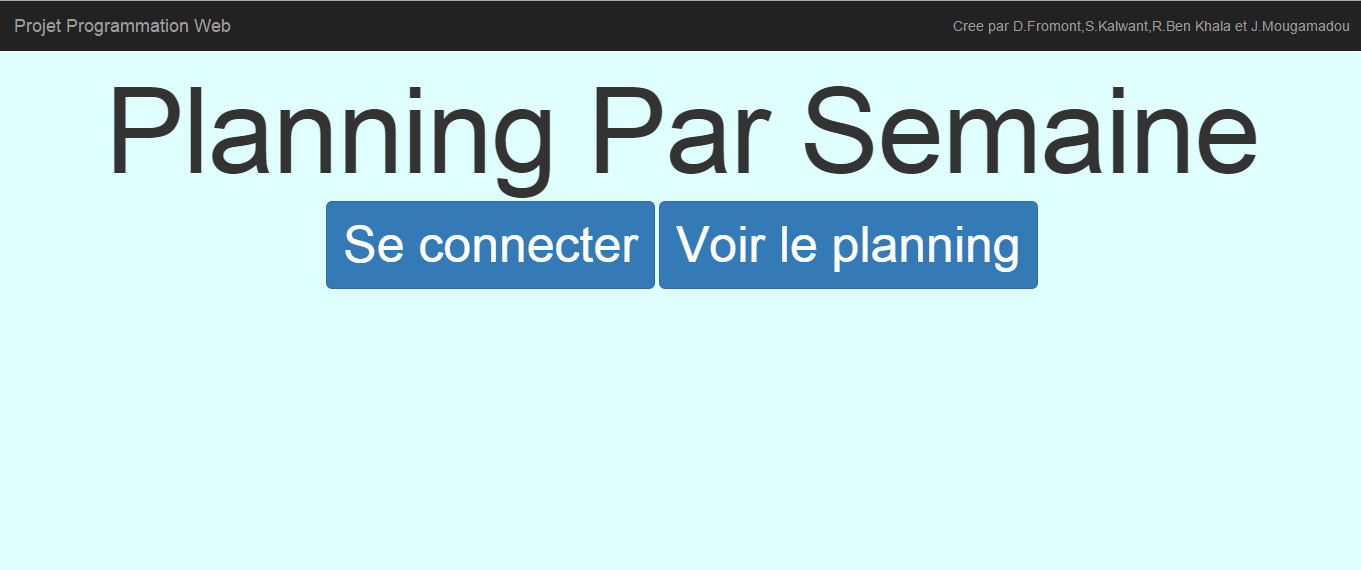 Projet Programmation Web
Cree par D.Fromont,S.Kalwant,R.Ben Khala et J.Mougamadou
Planning Par Semaine
Se connecter
Voir le planning